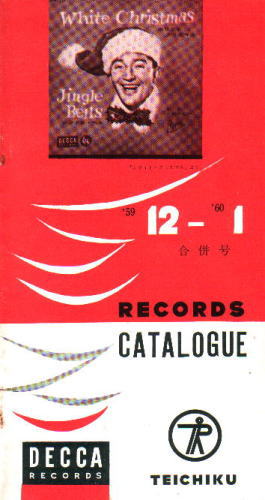 White Christmas
Jingle
Bells
DECCA
'59 12 – '60 1
合併号
RECORDS
CATALOGUE
DECCA
RECORDS
TEICHIKU